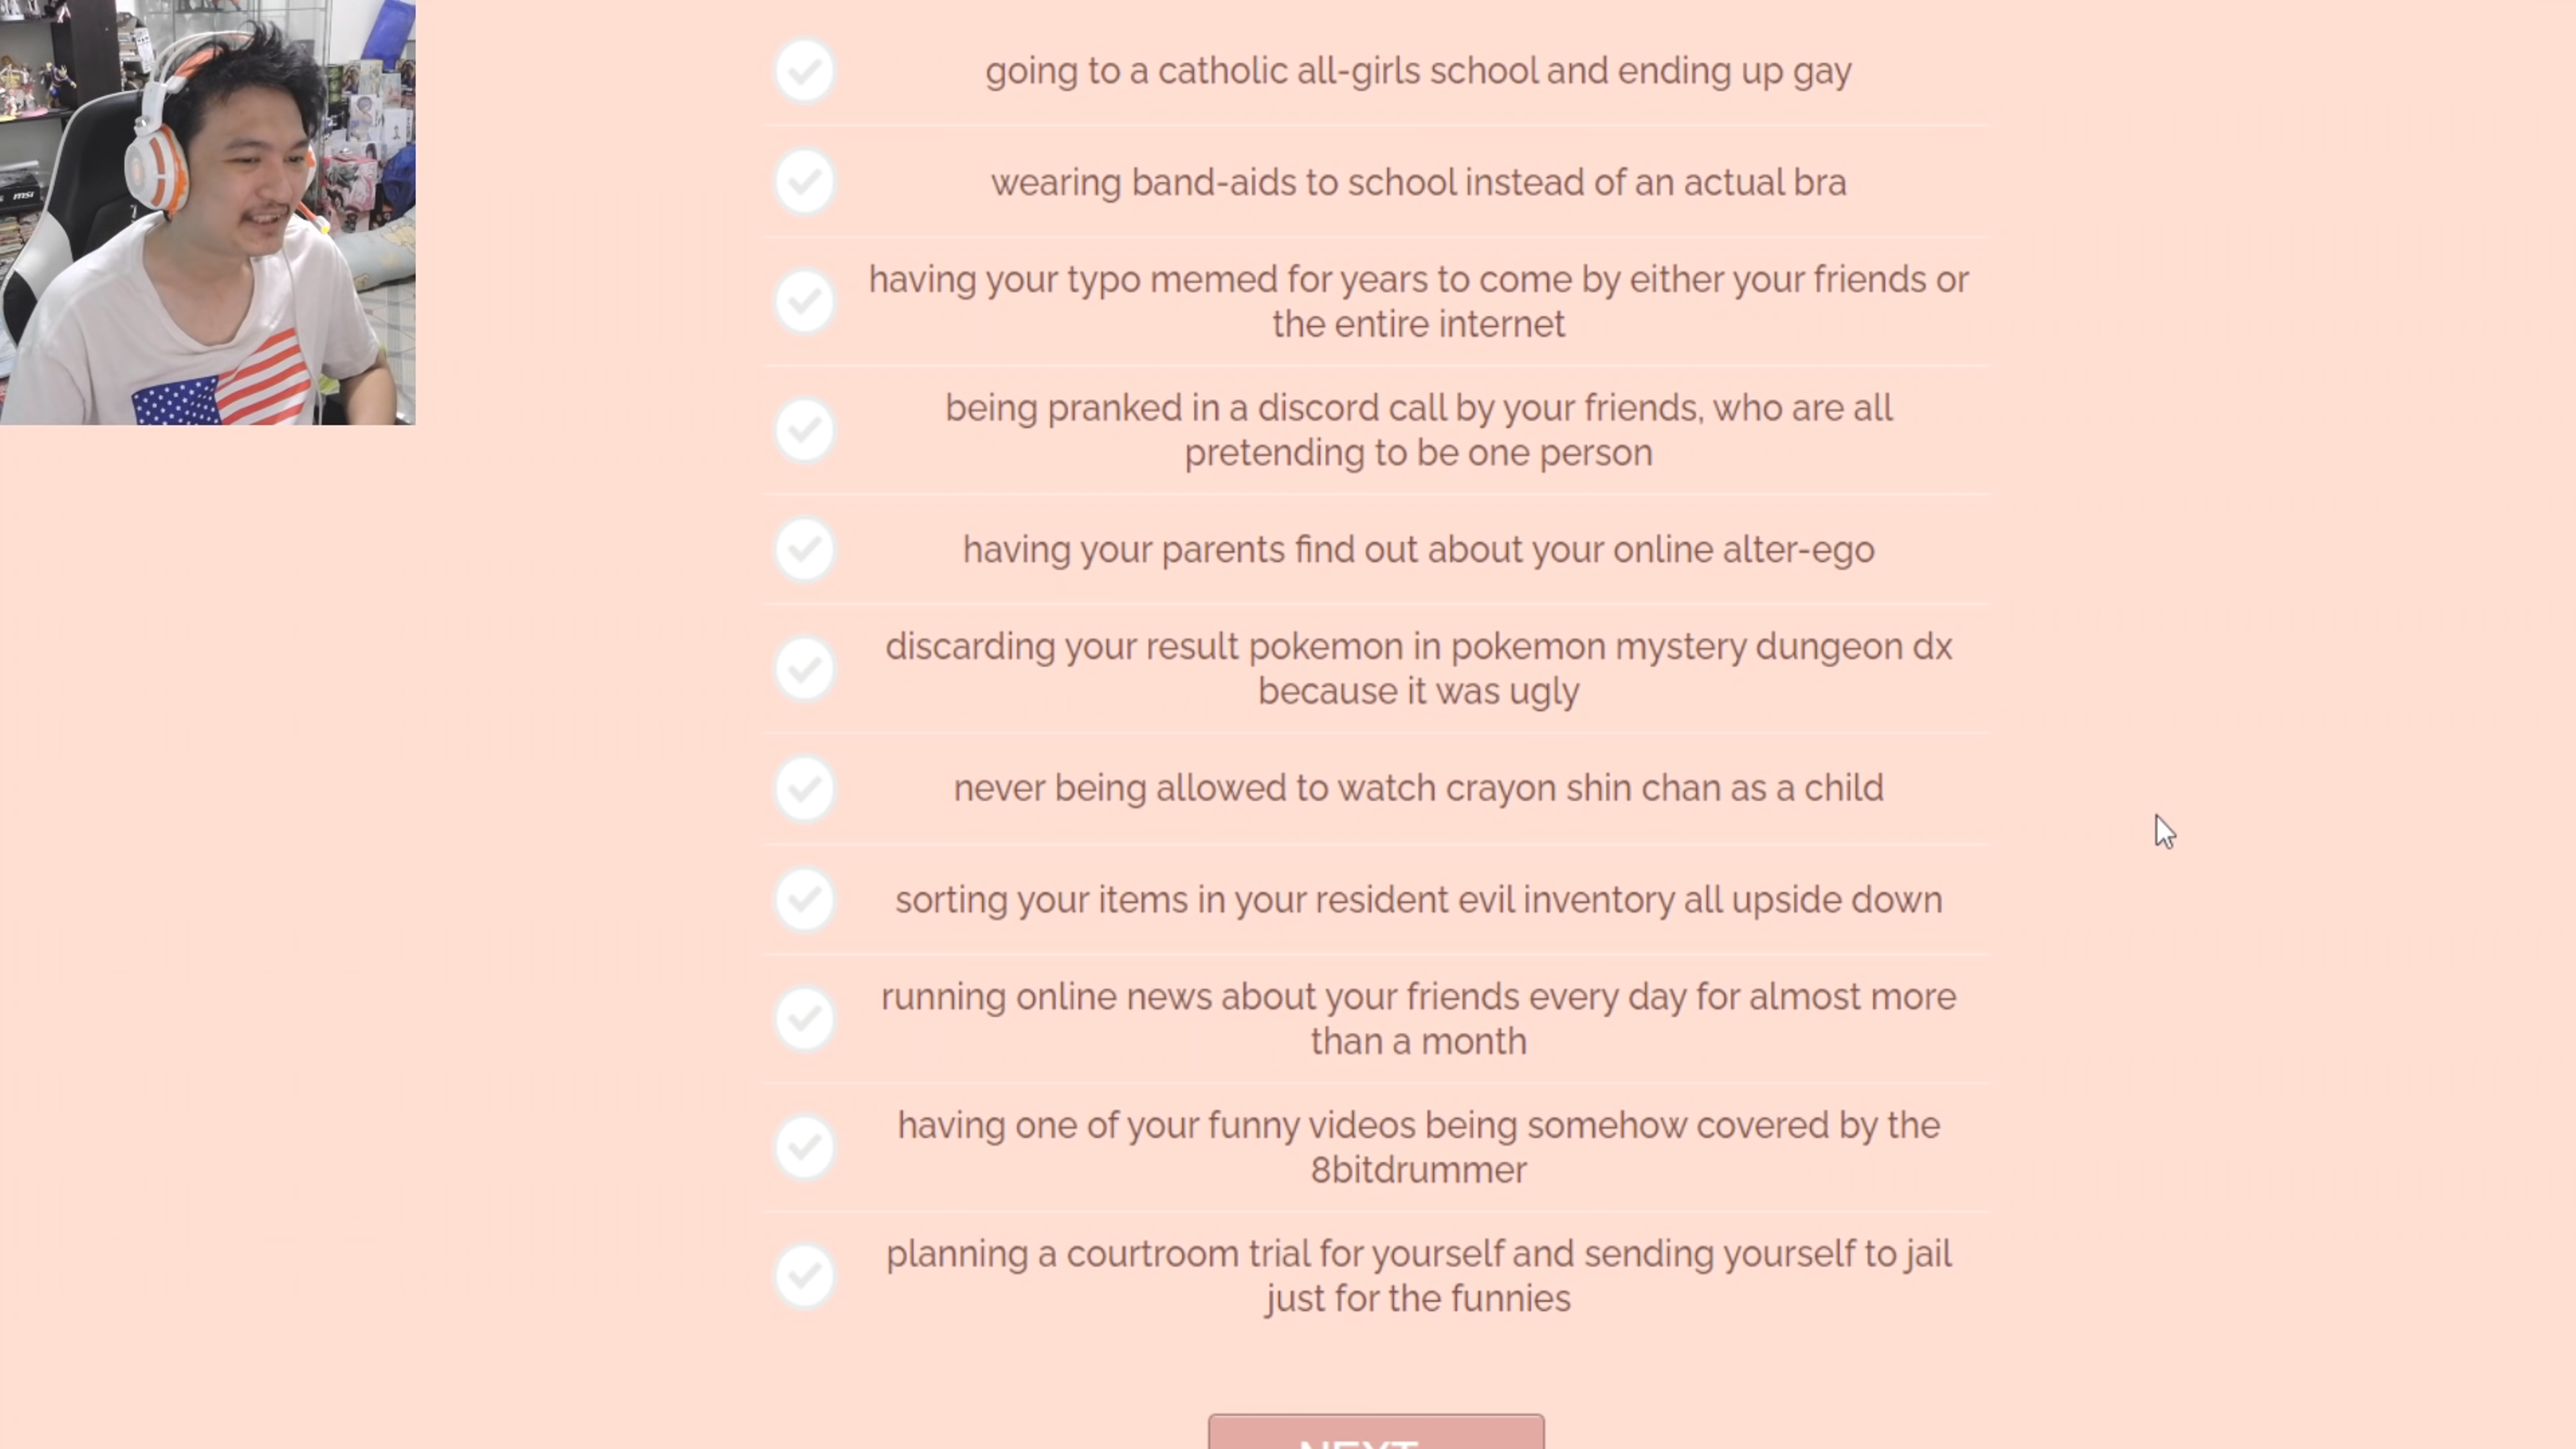 msi
going to a catholic all-girls school and ending up gay
wearing band-aids to school instead of an actual bra
having your typo memed for years to come by either your friends or
the entire internet
being pranked in a discord call by your friends, who are all
pretending to be one person
having your parents find out about your online alter-ego
discarding your result pokemon in pokemon mystery dungeon dx
because it was ugly
never being allowed to watch crayon shin chan as a child
sorting your items in your resident evil inventory all upside down
running online news about your friends every day for almost more
than a month
having one of your funny videos being somehow covered by the
8bitdrummer
planning a courtroom trial for yourself and sending yourself to jail
just for the funnies
NEXT